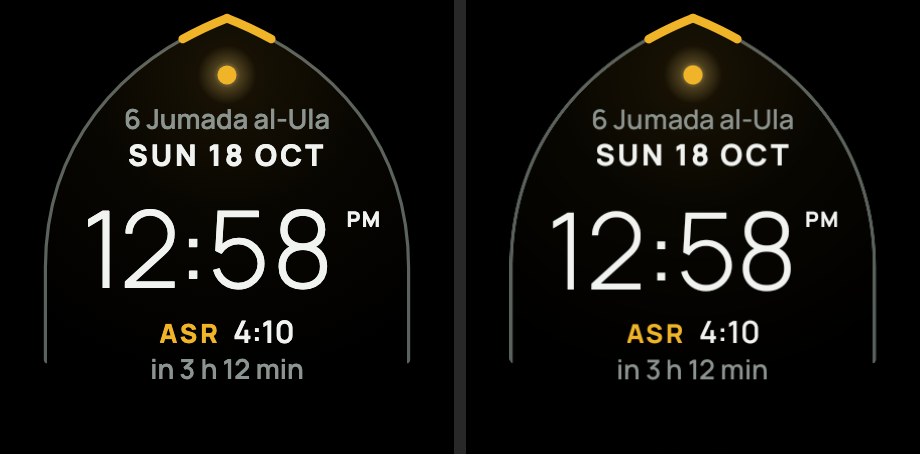 6 Jumada al-Ula
SUN 18 OCT
12:58 PM
ASR 4:10
in 3 h 12 min
6 Jumada al-Ula
SUN 18 OCT
12:58 PM
ASR 4:10
in 3 h 12 min